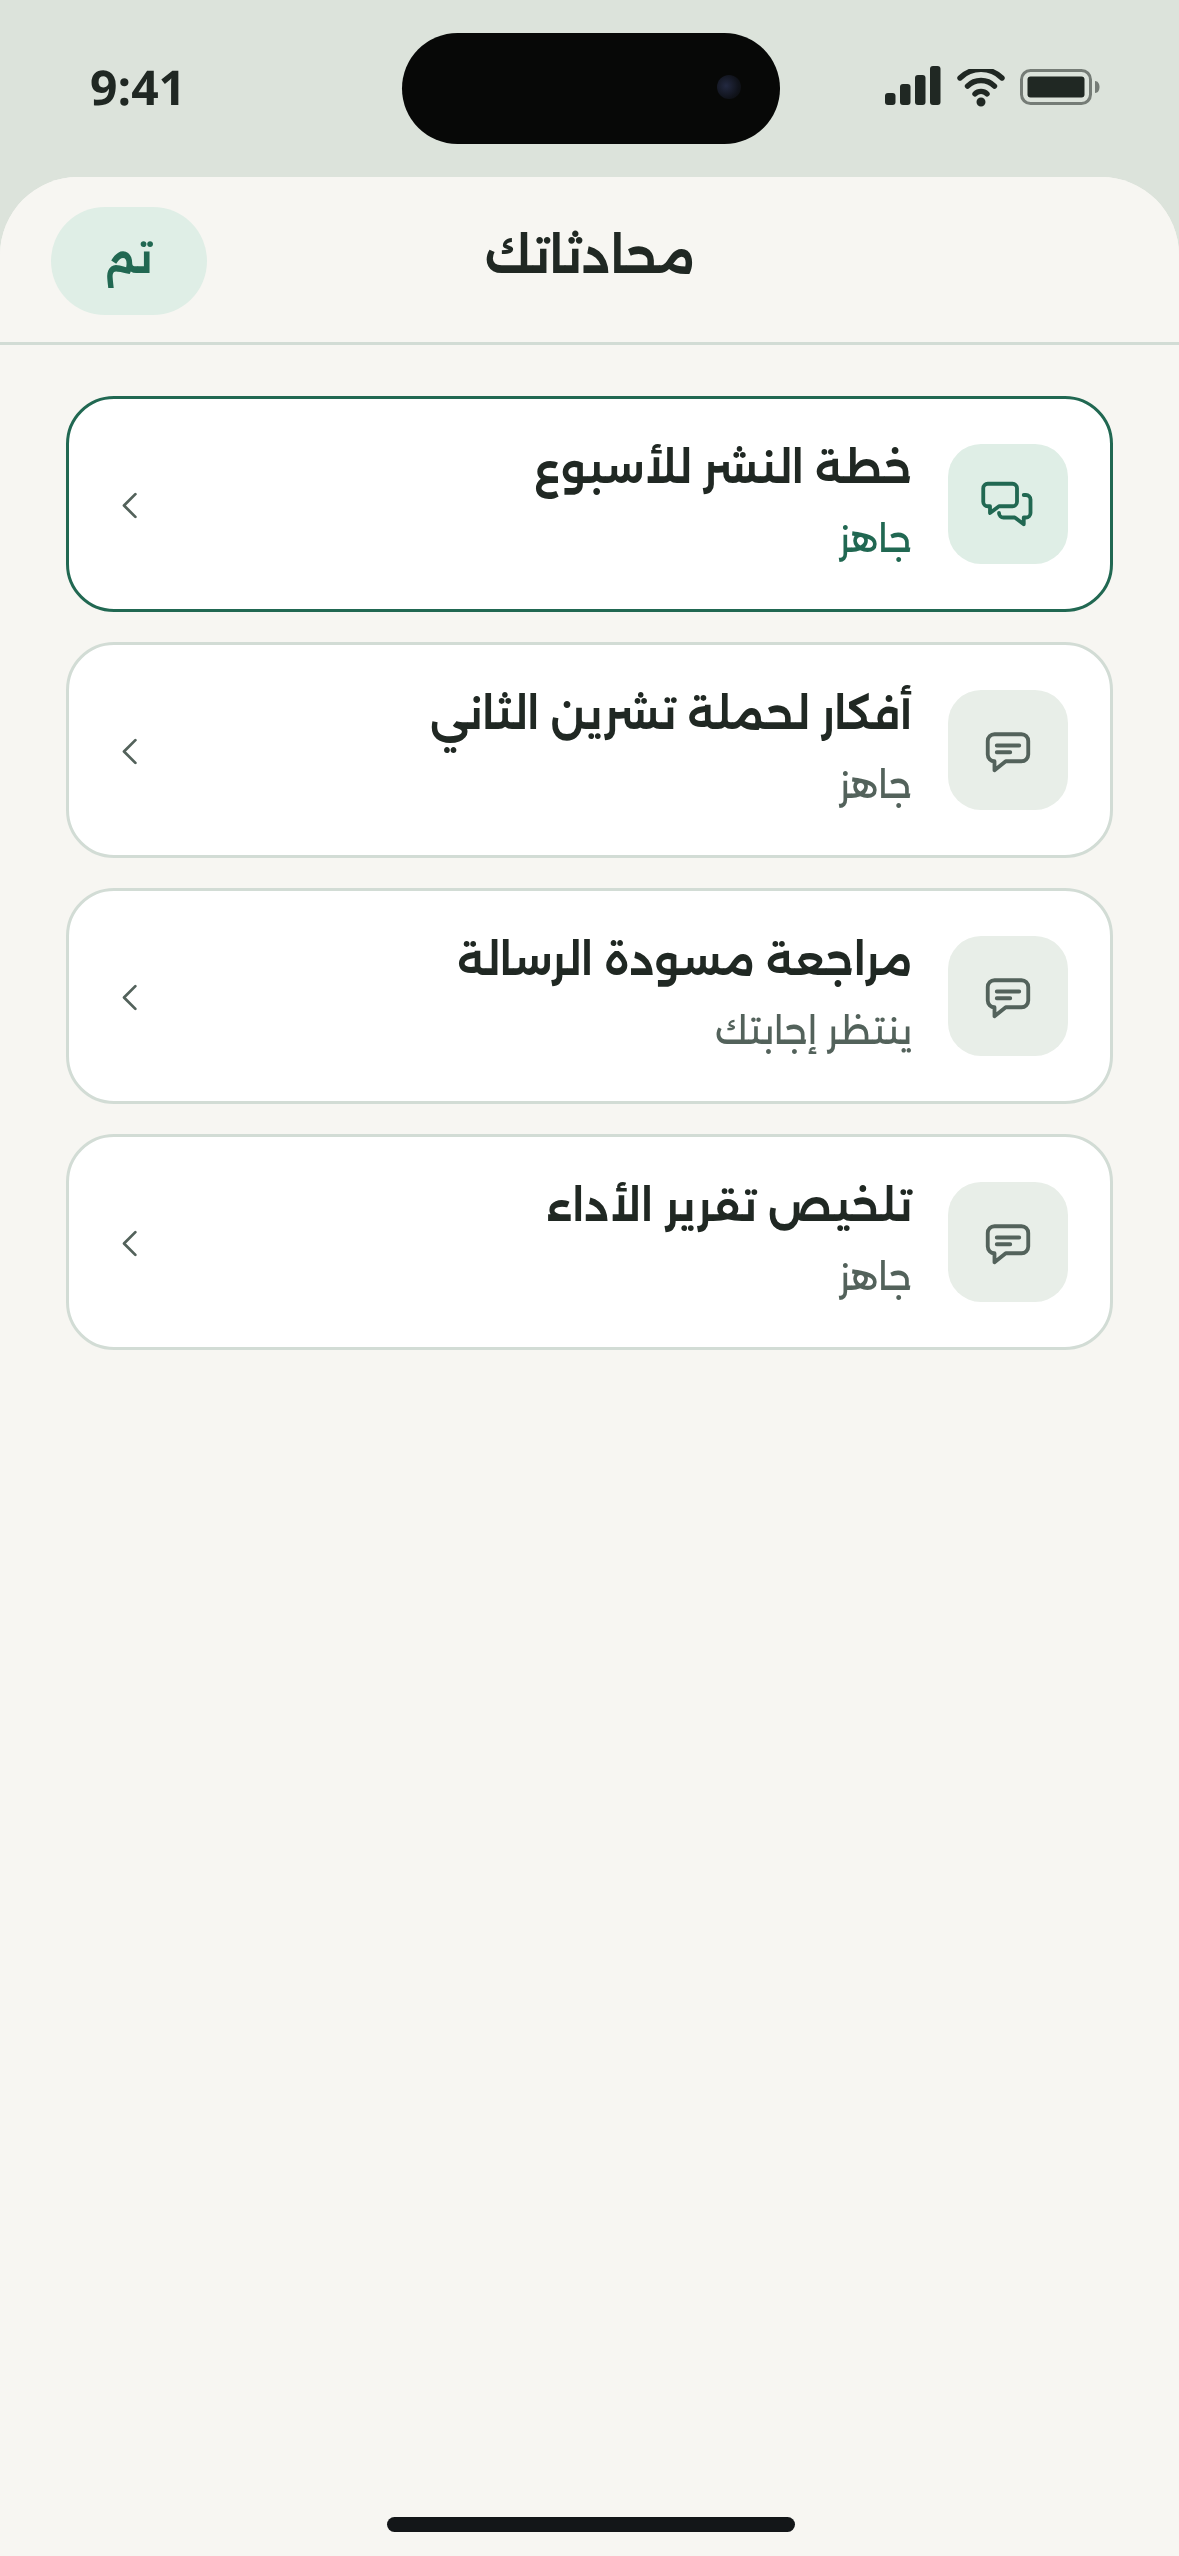 9:41
محادثاتك
تم
خطة النشر للأسبوع
جاهز
أفكار لحملة تشرين الثاني
جاهز
مراجعة مسودة الرسالة
ينتظر إجابتك
تلخيص تقرير الأداء
جاهز